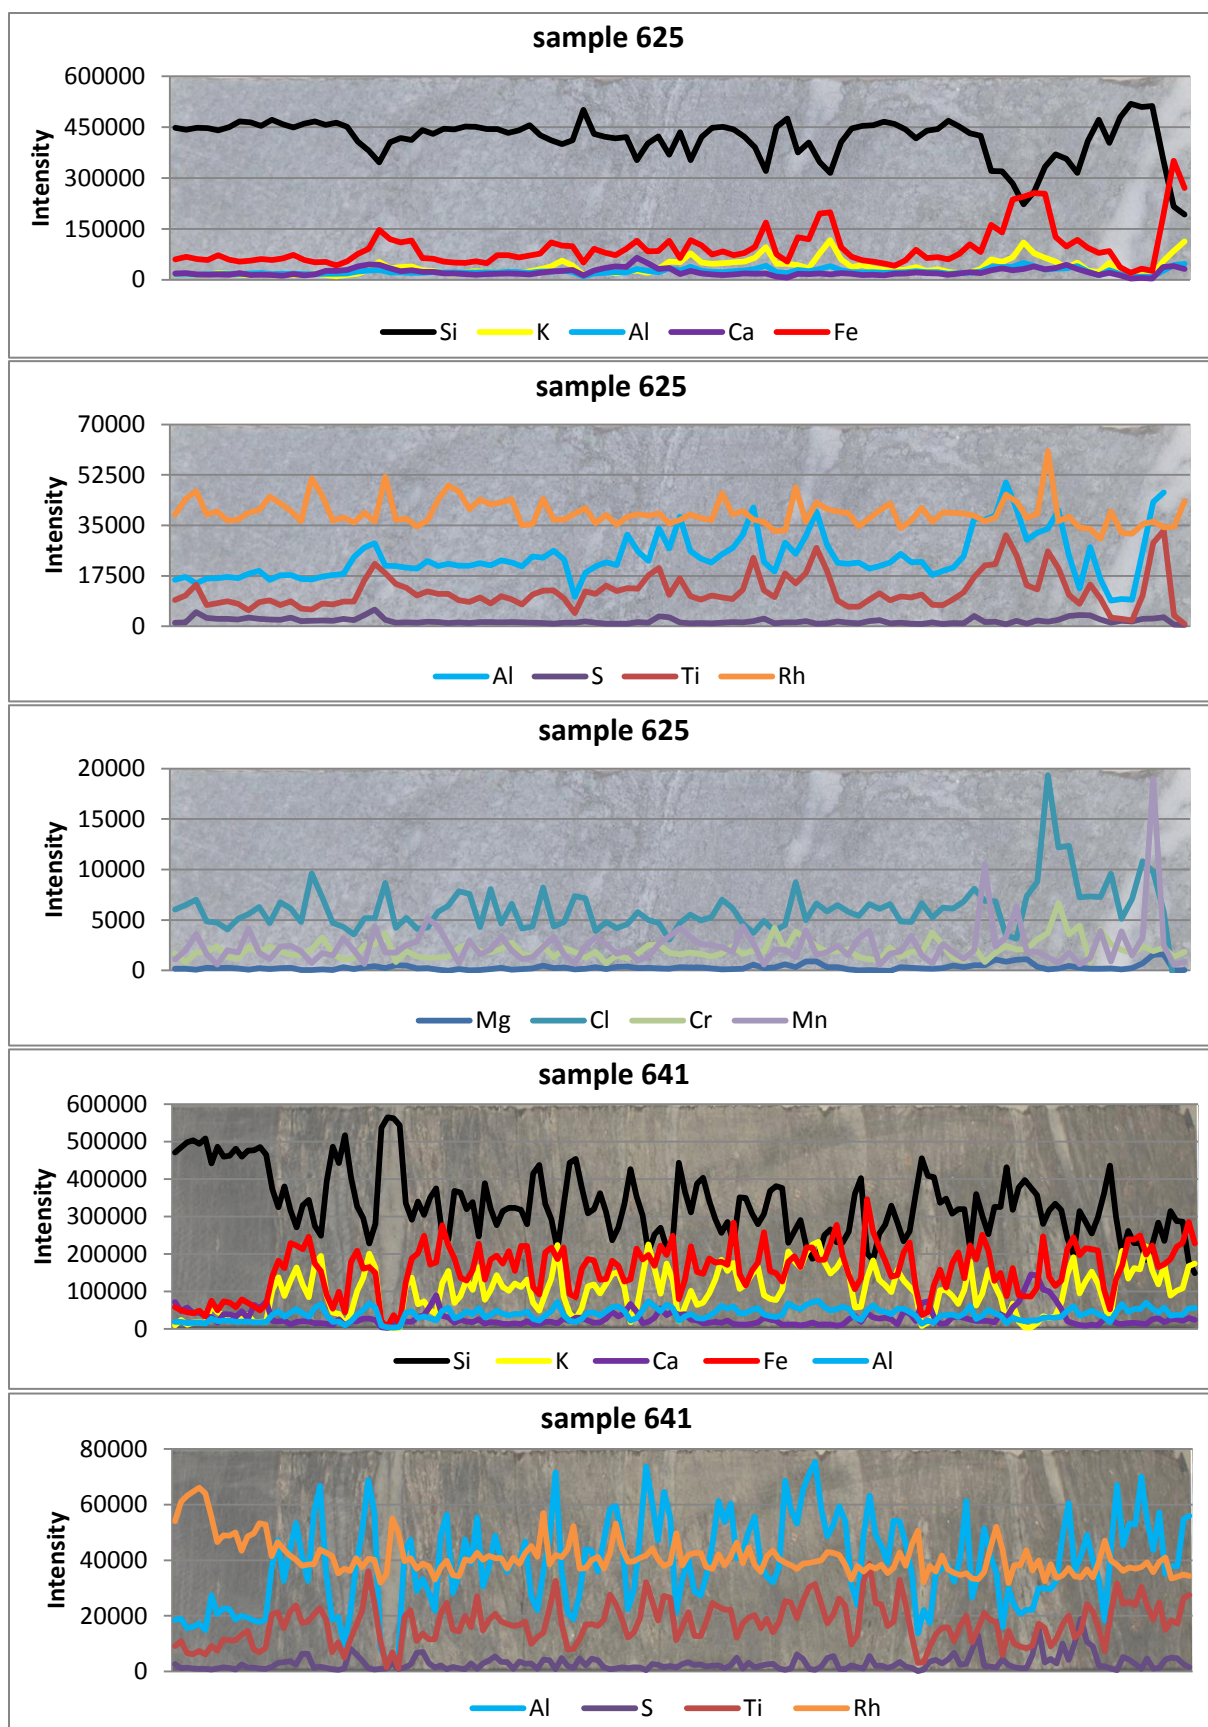 sample 625
600000
450000
300000
150000
0
Intensity
Si K Al Ca Fe
sample 625
70000
52500
35000
17500
0
Intensity
Al S Ti Rh
sample 625
20000
15000
10000
5000
0
Intensity
Mg Cl Cr Mn
sample 641
600000
500000
400000
300000
200000
100000
0
Intensity
Si K Ca Fe Al
sample 641
80000
60000
40000
20000
0
Intensity
Al S Ti Rh